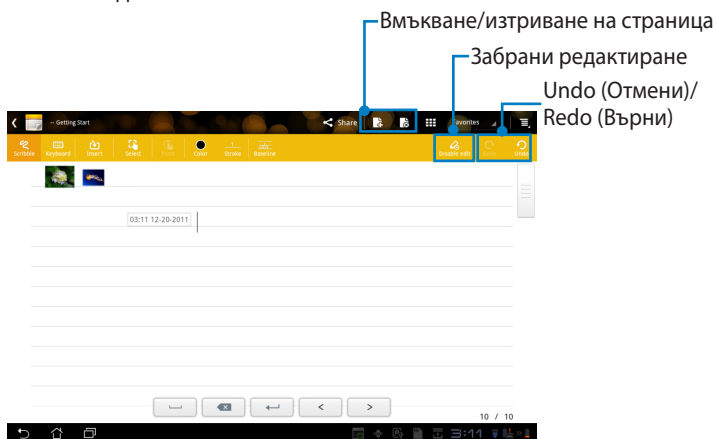 Вмъкване/изтриване на страница
Забрани редактиране
Undo (Отмени)/
Redo (Върни)
– Getting Start
Share
Favorites
Scribble
Keyboard
Insert
Select
Color
Stroke
Baseline
Disable edit
Undo
03:11 12-20-2011
10 / 10
3:11